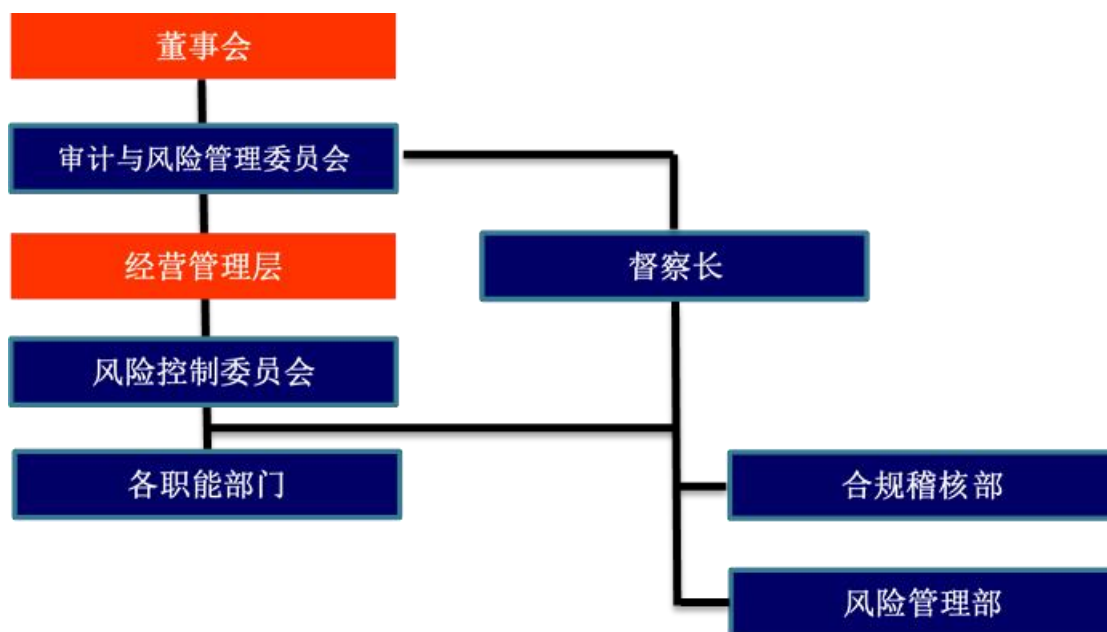 董事会
审计与风险管理委员会
经营管理层
督察长
风险控制委员会
各职能部门
合规稽核部
风险管理部